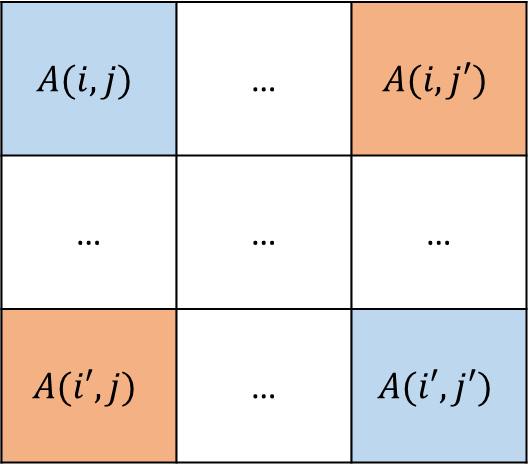 A(i, j) ... A(i, j′)
... ... ...
A(i′, j) ... A(i′, j′)